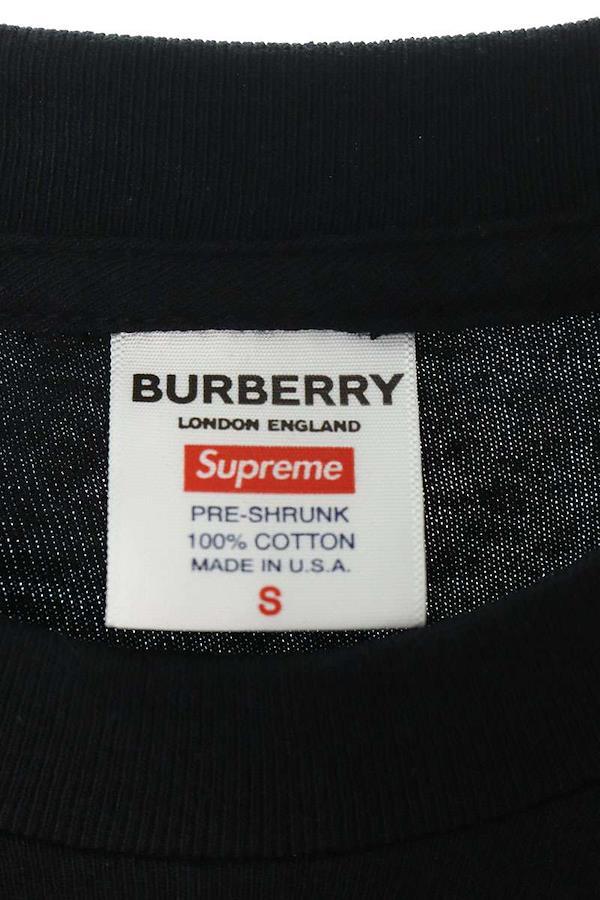 BURBERRY
LONDON ENGLAND
Supreme
PRE-SHRUNK
100% COTTON
MADE IN U.S.A.
S